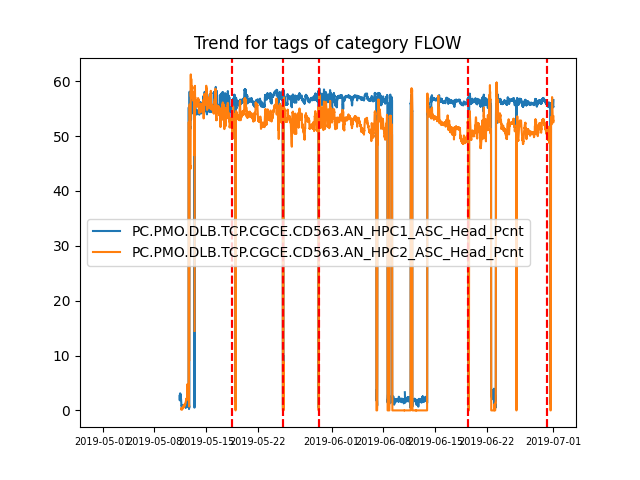 Trend for tags of category FLOW
60
50
40
30
20
10
0
PC.PMO.DLB.TCP.CGCE.CD563.AN_HPC1_ASC_Head_Pcnt
PC.PMO.DLB.TCP.CGCE.CD563.AN_HPC2_ASC_Head_Pcnt
2019-05-01 2019-05-08 2019-05-15 2019-05-22 2019-06-01 2019-06-08 2019-06-15 2019-06-22 2019-07-01